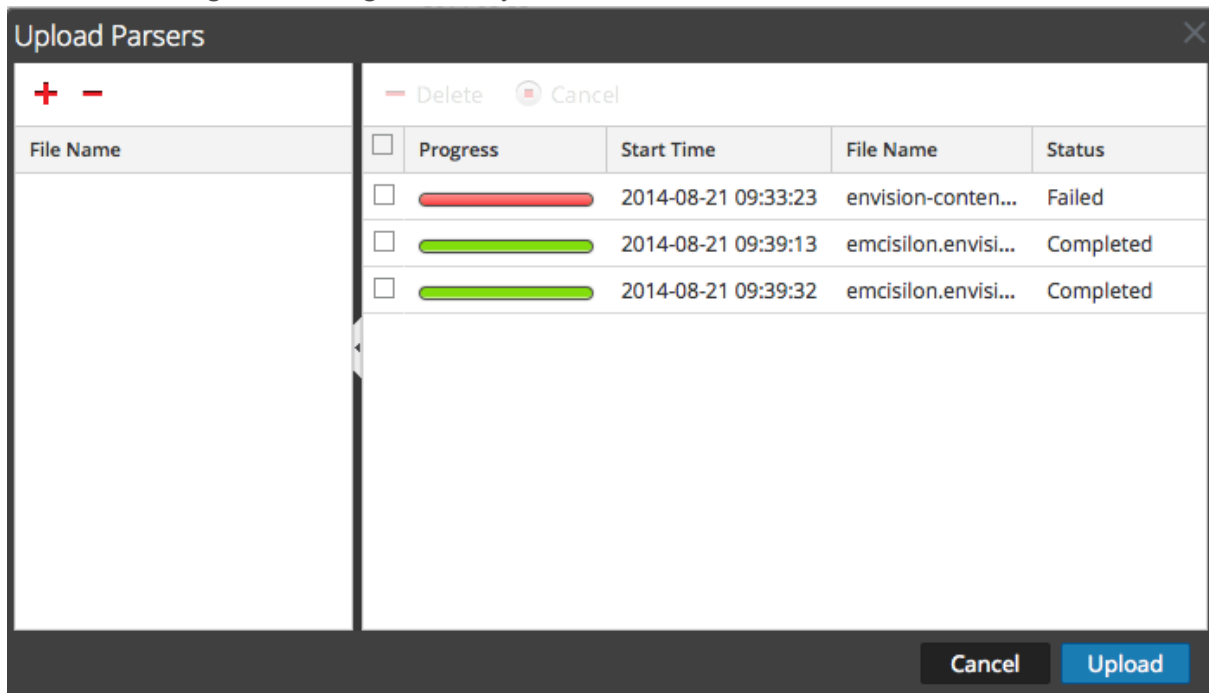 Upload Parsers
Delete Cancel
File Name
Progress Start Time File Name Status
2014-08-21 09:33:23 envision-conten... Failed
2014-08-21 09:39:13 emcisilon.envisi... Completed
2014-08-21 09:39:32 emcisilon.envisi... Completed
Cancel Upload